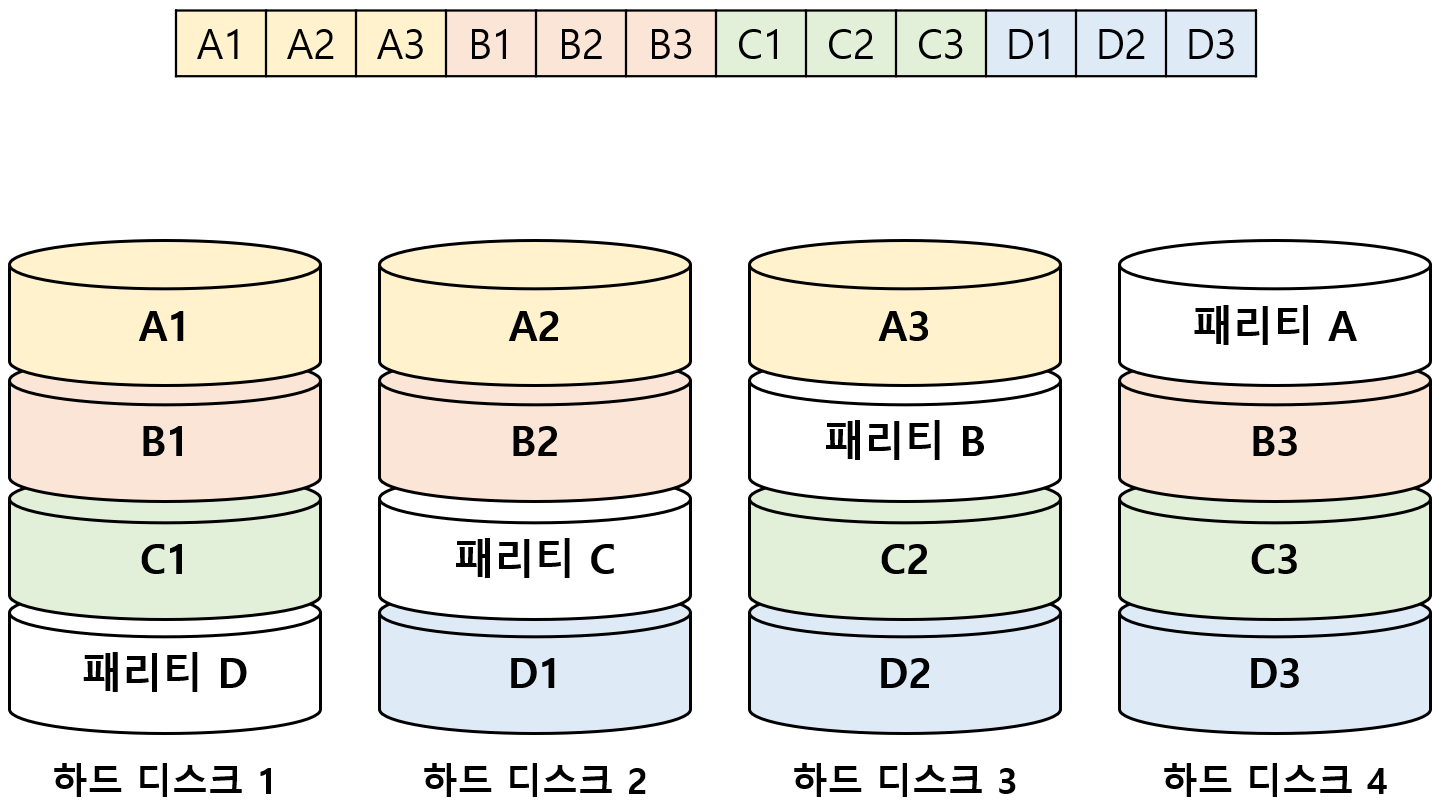 A1 A2 A3 B1 B2 B3 C1 C2 C3 D1 D2 D3
A1 A2 A3 패리티 A
B1 B2 패리티 B B3
C1 패리티 C C2 C3
패리티 D D1 D2 D3
하드 디스크 1 하드 디스크 2 하드 디스크 3 하드 디스크 4